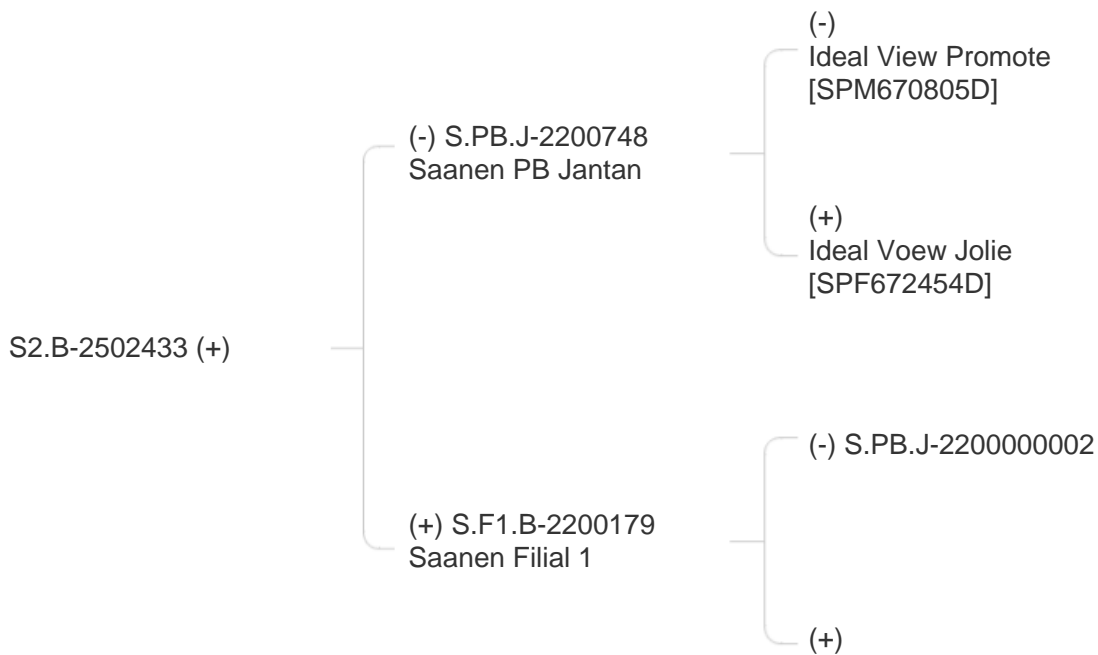 (-)
Ideal View Promote
[SPM670805D]
(-) S.PB.J-2200748
Saanen PB Jantan
(+)
Ideal Voew Jolie
[SPF672454D]
S2.B-2502433 (+)
(-) S.PB.J-2200000002
(+) S.F1.B-2200179
Saanen Filial 1
(+)